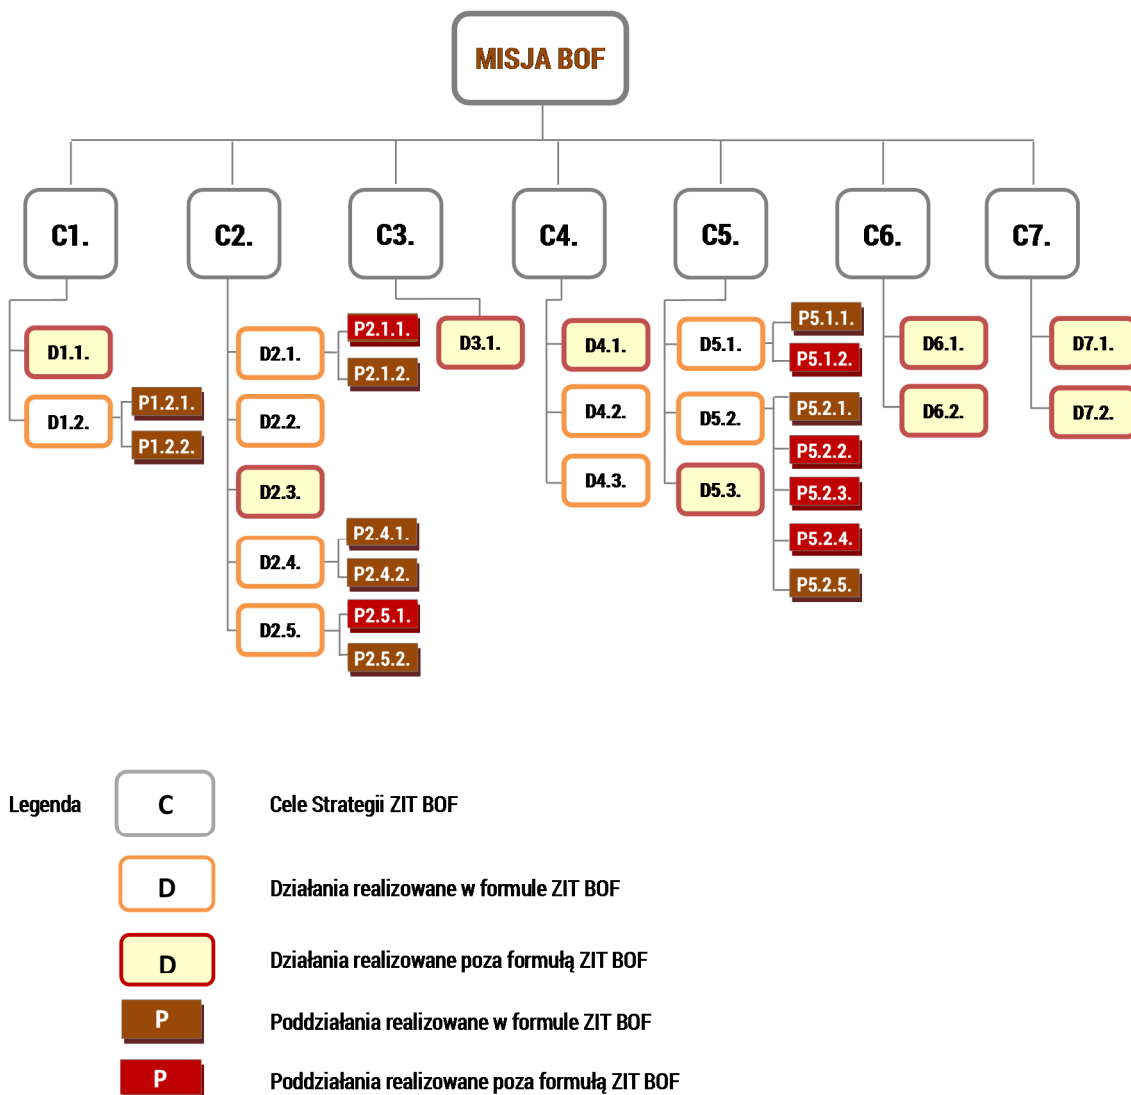 MISJA BOF
C1. C2. C3. C4. C5. C6. C7.
D1.1.
D1.2.
P1.2.1.
P1.2.2.
D2.1.
P2.1.1.
P2.1.2.
D2.2.
D2.3.
D2.4.
P2.4.1.
P2.4.2.
D2.5.
P2.5.1.
P2.5.2.
D3.1.
D4.1.
D4.2.
D4.3.
D5.1.
P5.1.1.
P5.1.2.
D5.2.
P5.2.1.
P5.2.2.
P5.2.3.
P5.2.4.
P5.2.5.
D5.3.
D6.1.
D6.2.
D7.1.
D7.2.
Legenda C Cele Strategii ZIT BOF
D Działania realizowane w formule ZIT BOF
D Działania realizowane poza formułą ZIT BOF
P Poddziałania realizowane w formule ZIT BOF
P Poddziałania realizowane poza formułą ZIT BOF